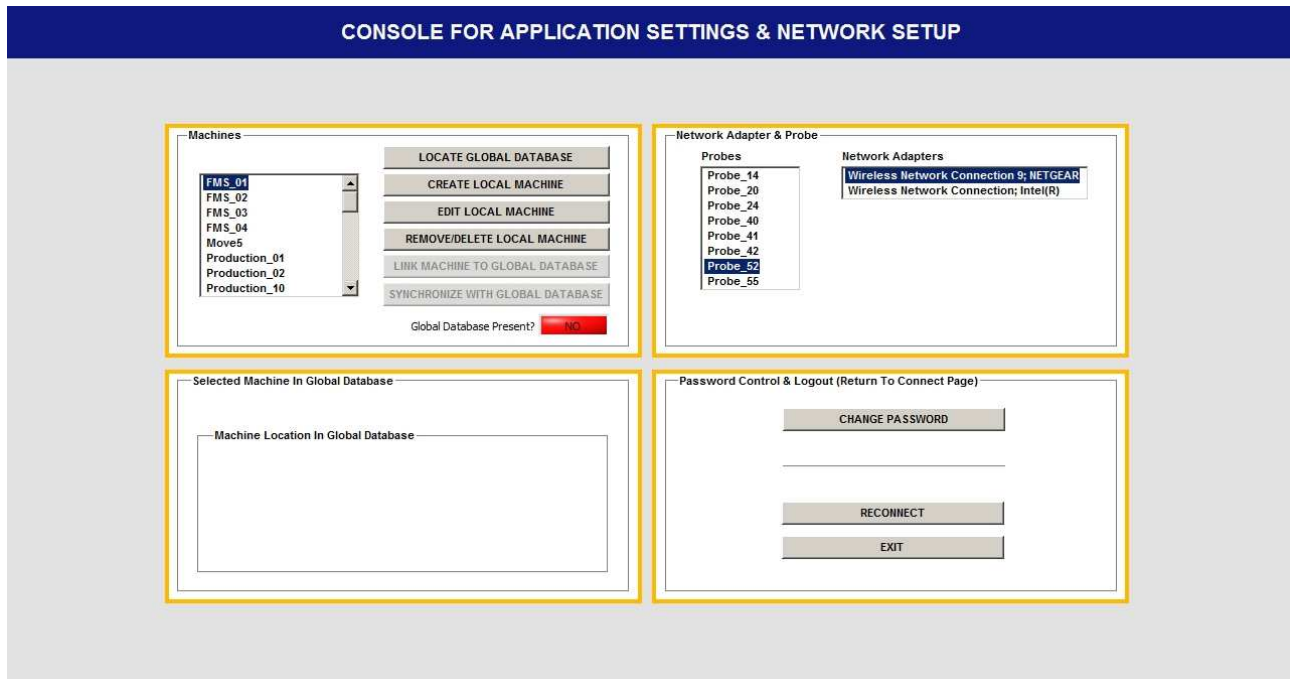 CONSOLE FOR APPLICATION SETTINGS & NETWORK SETUP
Machines
FMS_01
FMS_02
FMS_03
FMS_04
Move5
Production_01
Production_02
Production_10
LOCATE GLOBAL DATABASE
CREATE LOCAL MACHINE
EDIT LOCAL MACHINE
REMOVE/DELETE LOCAL MACHINE
LINK MACHINE TO GLOBAL DATABASE
SYNCHRONIZE WITH GLOBAL DATABASE
Global Database Present? NO
Network Adapter & Probe
Probes
Probe_14
Probe_20
Probe_24
Probe_40
Probe_41
Probe_42
Probe_52
Probe_55
Network Adapters
Wireless Network Connection 9; NETGEAR
Wireless Network Connection; Intel(R)
Selected Machine In Global Database
Machine Location In Global Database
Password Control & Logout (Return To Connect Page)
CHANGE PASSWORD
RECONNECT
EXIT